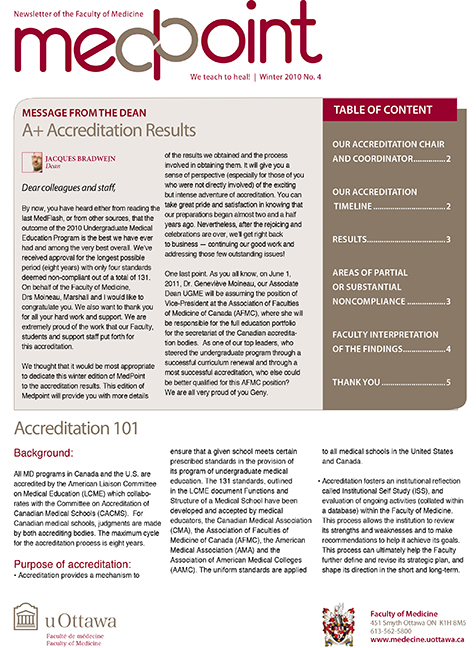 Newsletter of the Faculty of Medicine
medpoint
We teach to heal! | Winter 2010 No. 4
MESSAGE FROM THE DEAN
A+ Accreditation Results
JACQUES BRADWEJN
Dean
Dear colleagues and staff,
By now, you have heard either from reading the
last MedFlash, or from other sources, that the
outcome of the 2010 Undergraduate Medical
Education Program is the best we have ever
had and among the very best overall. We've
received approval for the longest possible
period (eight years) with only four standards
deemed non-compliant out of a total of 131.
On behalf of the Faculty of Medicine,
Drs Moineau, Marshall and I would like to
congratulate you. We also want to thank you
for all your hard work and support. We are
extremely proud of the work that our Faculty,
students and support staff put forth for
this accreditation.
We thought that it would be most appropriate
to dedicate this winter edition of MedPoint
to the accreditation results. This edition of
Medpoint will provide you with more details
of the results we obtained and the process
involved in obtaining them. It will give you a
sense of perspective (especially for those of you
who were not directly involved) of the exciting
but intense adventure of accreditation. You can
take great pride and satisfaction in knowing that
our preparations began almost two and a half
years ago. Nevertheless, after the rejoicing and
celebrations are over, we'll get right back
to business — continuing our good work and
addressing those few outstanding issues!
One last point. As you all know, on June 1,
2011, Dr. Geneviève Moineau, our Associate
Dean UGME will be assuming the position of
Vice-President at the Association of Faculties
of Medicine of Canada (AFMC), where she will
be responsible for the full education portfolio
for the secretariat of the Canadian accredita-
tion bodies. As one of our top leaders, who
steered the undergraduate program through a
successful curriculum renewal and through a
most successful accreditation, who else could
be better qualified for this AFMC position?
We are all very proud of you Geny.
TABLE OF CONTENT
OUR ACCREDITATION CHAIR
AND COORDINATOR...............2
OUR ACCREDITATION
TIMELINE ...............2
RESULTS...............3
AREAS OF PARTIAL
OR SUBSTANTIAL
NONCOMPLIANCE ...............3
FACULTY INTERPRETATION
OF THE FINDINGS...............4
THANK YOU ...............5
Accreditation 101
Background:
All MD programs in Canada and the U.S. are
accredited by the American Liaison Committee
on Medical Education (LCME) which collabo-
rates with the Committee on Accreditation of
Canadian Medical Schools (CACMS). For
Canadian medical schools, judgments are made
by both accrediting bodies. The maximum cycle
for the accreditation process is eight years.
Purpose of accreditation:
• Accreditation provides a mechanism to
ensure that a given school meets certain
prescribed standards in the provision of
its program of undergraduate medical
education. The 131 standards, outlined
in the LCME document Functions and
Structure of a Medical School have been
developed and accepted by medical
educators, the Canadian Medical Association
(CMA), the Association of Faculties of
Medicine of Canada (AFMC), the American
Medical Association (AMA) and the
Association of American Medical Colleges
(AAMC). The uniform standards are applied
to all medical schools in the United States
and Canada.
• Accreditation fosters an institutional reflection
called Institutional Self Study (ISS), and
evaluation of ongoing activities (collated within
a database) within the Faculty of Medicine.
This process allows the institution to review
its strengths and weaknesses and to make
recommendations to help it achieve its goals.
This process can ultimately help the Faculty
further define and revise its strategic plan, and
shape its direction in the short and long-term.
uOttawa
Faculté de médecine
Faculty of Medicine
Faculty of Medicine
451 Smyth Ottawa ON K1H 8M5
613-562-5800
www.medecine.uottawa.ca